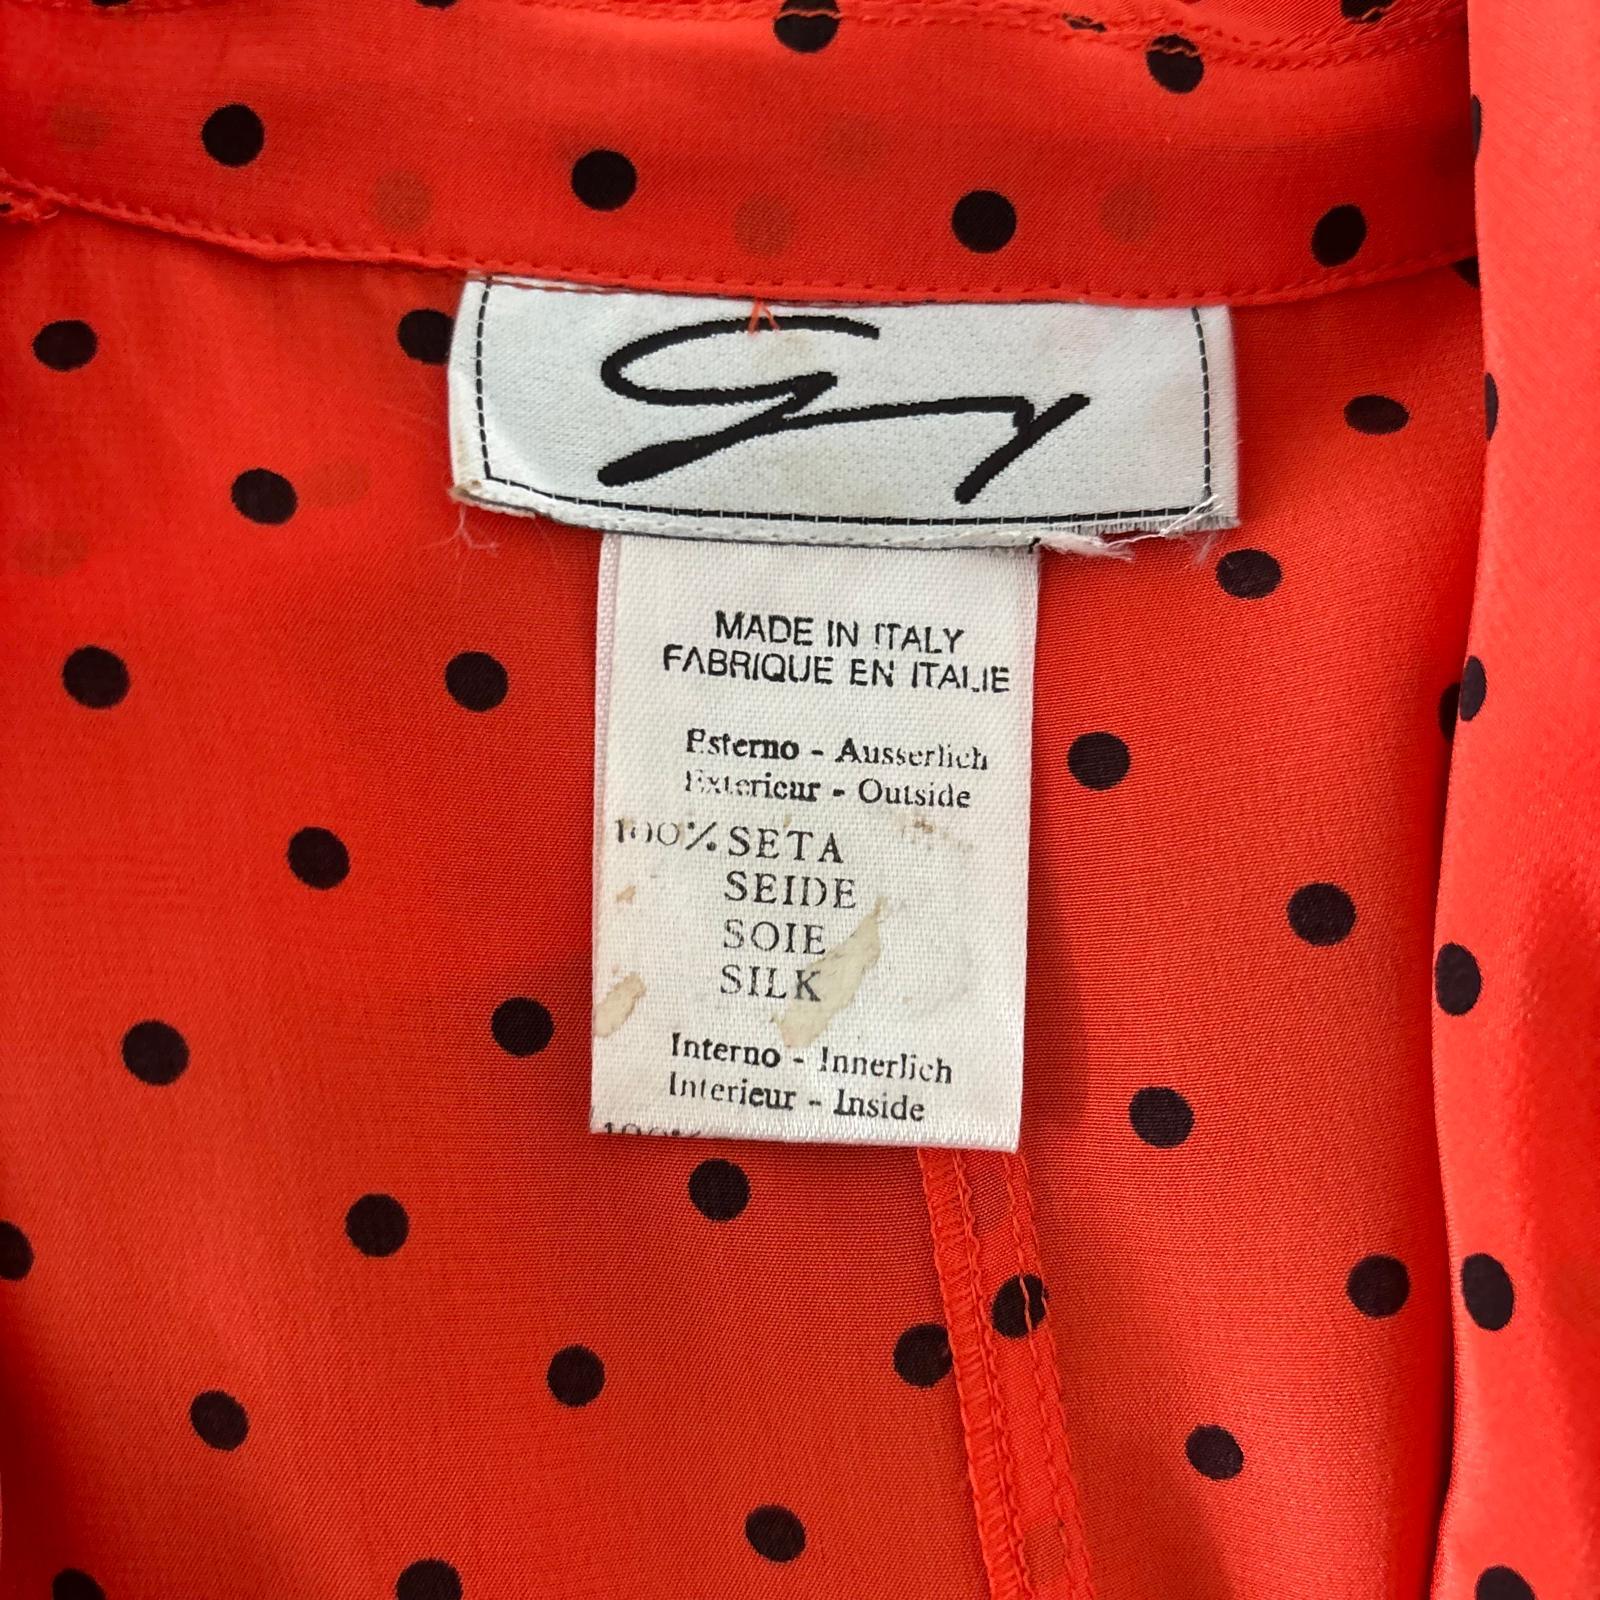 MADE IN ITALY
FABRIQUE EN ITALIE
Esterno - Ausserlich
Exterieur - Outside
100% SETA
SEIDE
SOIE
SILK
Interno - Innerlich
Interieur - Inside
100%